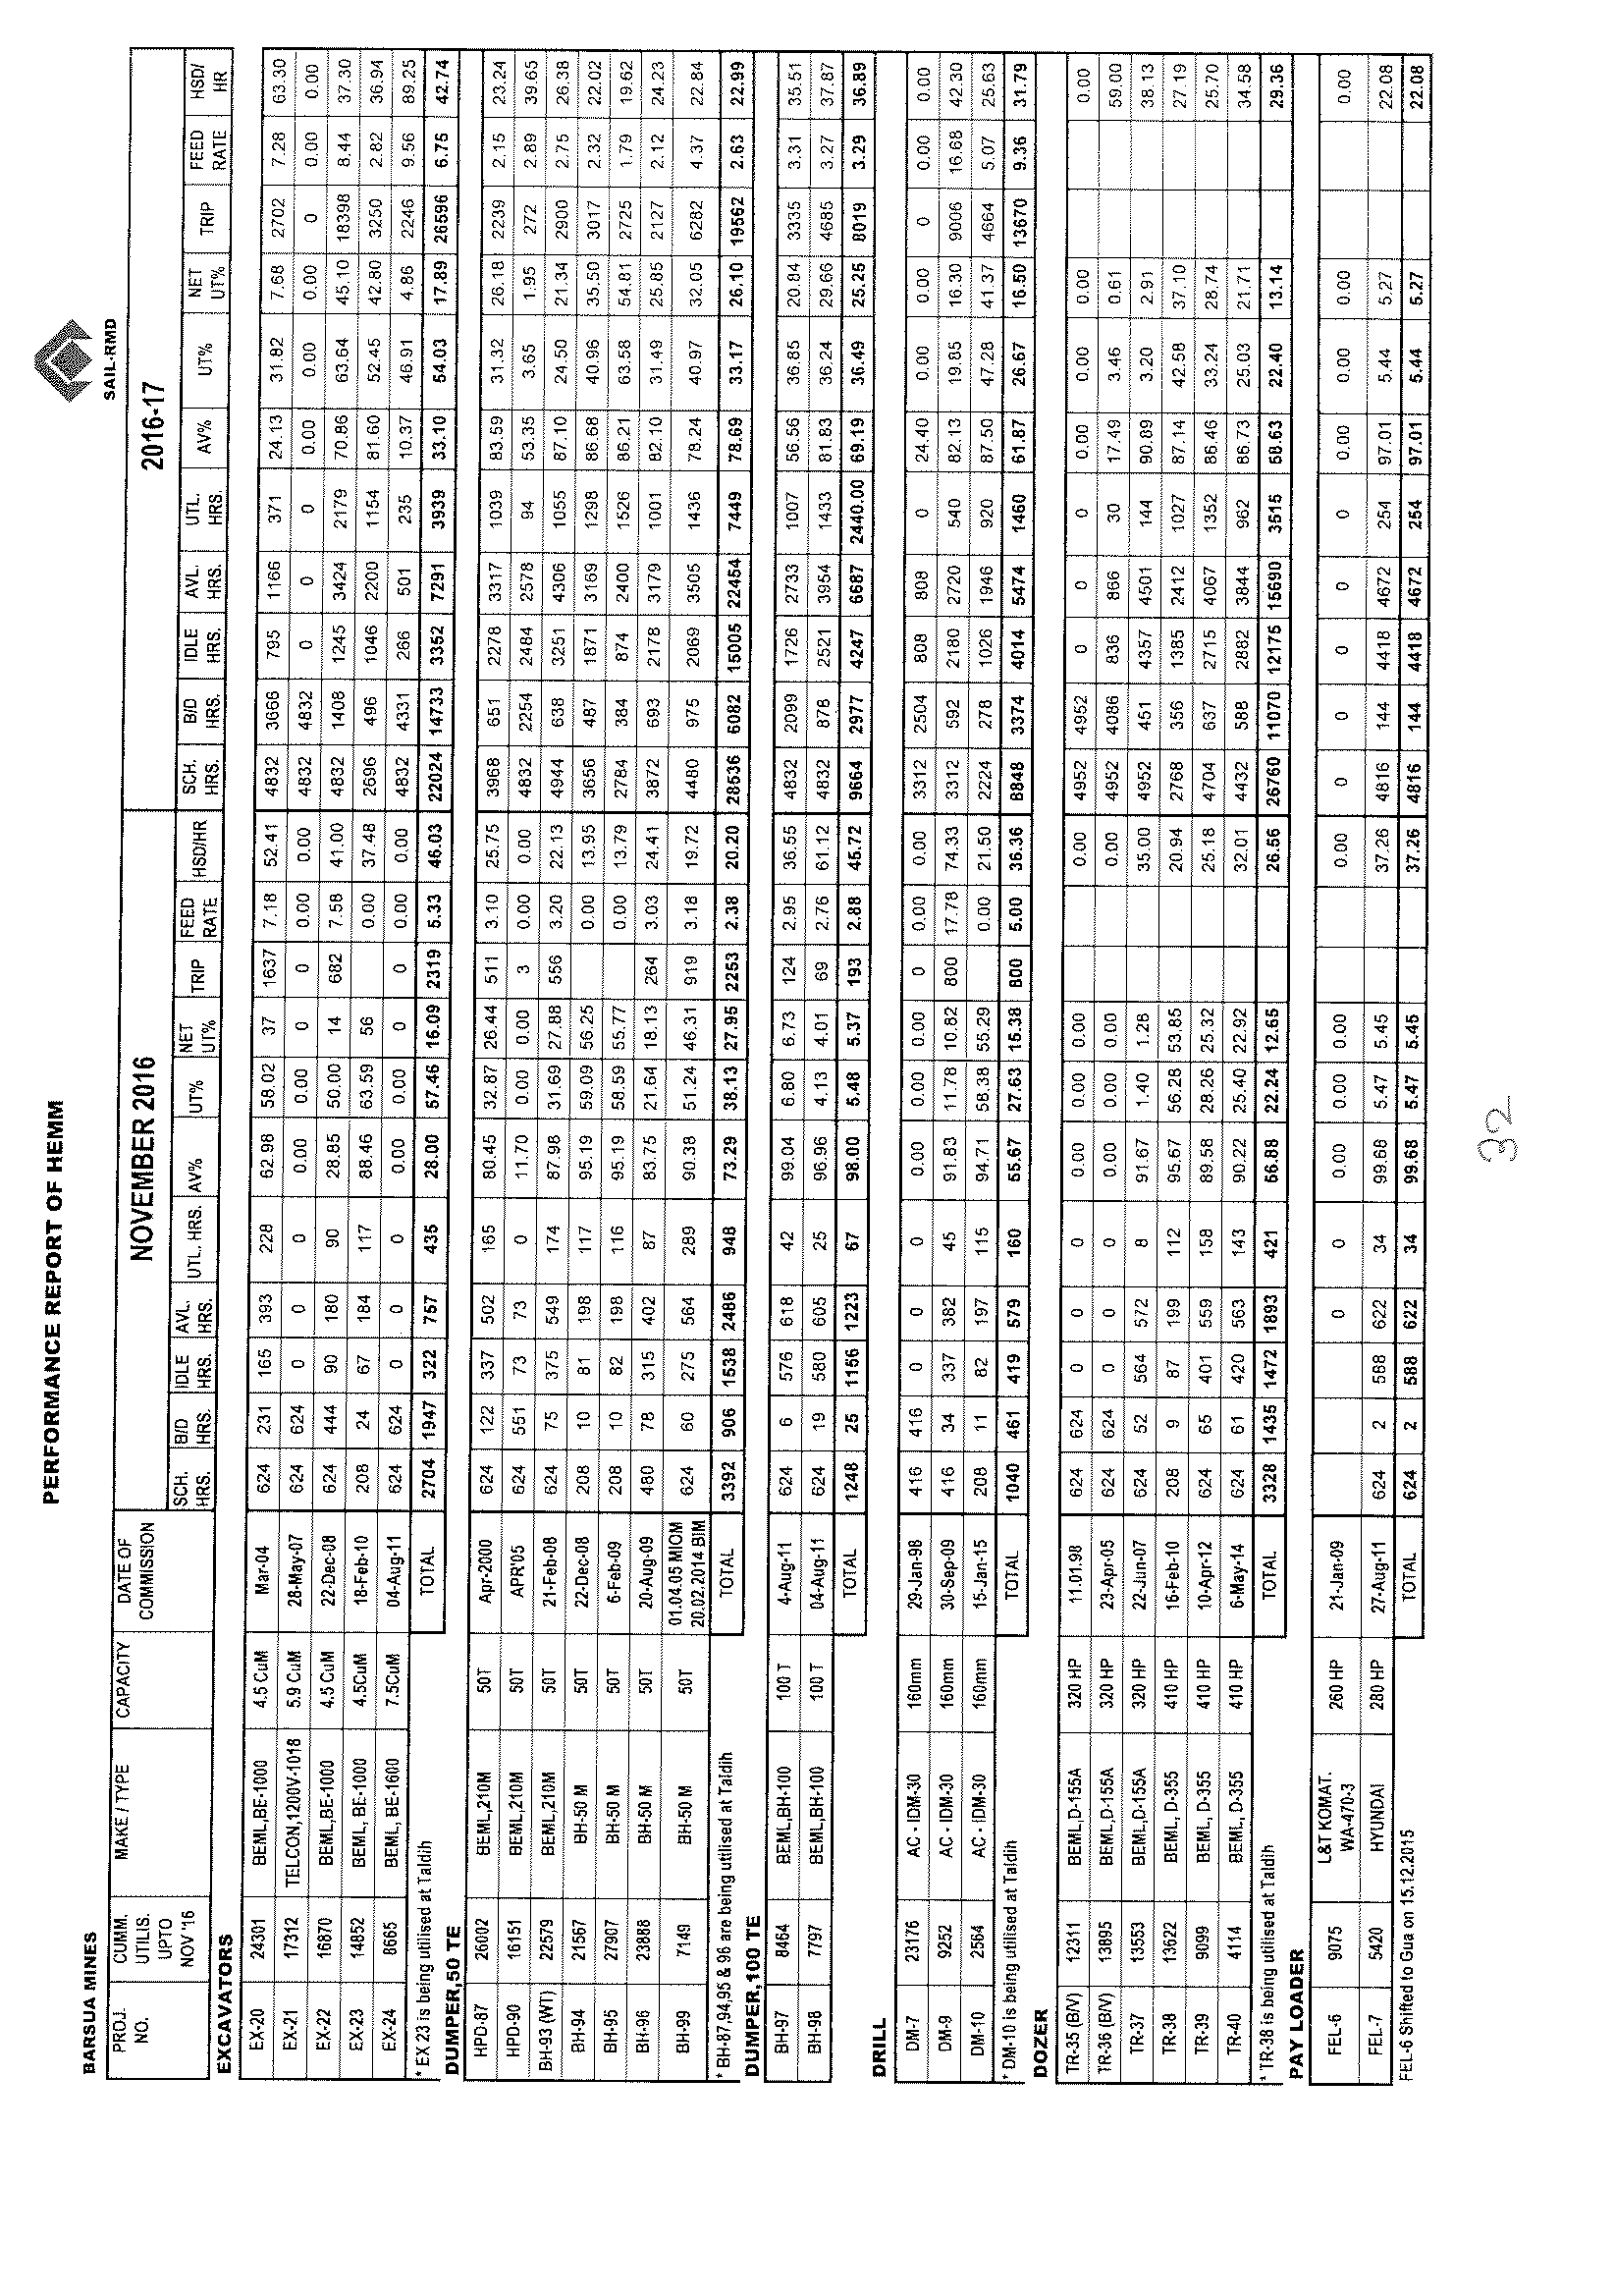 PERFORMANCE REPORT OF HEMM
SAIL-RMD
BARSUA MINES
PROJ. NO. CUMM. UTILIS. UPTO NOV '16 MAKE / TYPE CAPACITY DATE OF COMMISSION NOVEMBER 2016 2016-17
SCH. HRS. B/D HRS. IDLE HRS. AVL. HRS. UTL. HRS. AV% UT% NET UT% TRIP FEED RATE HSD/HR SCH. HRS. B/D HRS. IDLE HRS. AVL. HRS. UTL. HRS. AV% UT% NET UT% TRIP FEED RATE HSD/ HR
EXCAVATORS
EX-20 24301 BEML,BE-1000 4.5 CuM Mar-04 624 231 165 393 228 62.98 58.02 37 1637 7.18 52.41 4832 3666 795 1166 371 24.13 31.82 7.68 2702 7.28 63.30
EX-21 17312 TELCON,1200V-1018 5.9 CuM 28-May-07 624 624 0 0 0 0.00 0.00 0 0 0.00 0.00 4832 4832 0 0 0 0.00 0.00 0.00 0 0.00 0.00
EX-22 16870 BEML,BE-1000 4.5 CuM 22-Dec-08 624 444 90 180 90 28.85 50.00 14 682 7.58 41.00 4832 1408 1245 3424 2179 70.86 63.64 45.10 18398 8.44 37.30
EX-23 14852 BEML, BE-1000 4.5CuM 18-Feb-10 208 24 67 184 117 88.46 63.59 56 0.00 37.48 2696 496 1046 2200 1154 81.60 52.45 42.80 3250 2.82 36.94
EX-24 8665 BEML, BE-1600 7.5CuM 04-Aug-11 624 624 0 0 0 0.00 0.00 0 0 0.00 0.00 4832 4331 266 501 235 10.37 46.91 4.86 2246 9.56 89.25
* EX 23 is being utilised at Taldih TOTAL 2704 1947 322 757 435 28.00 57.46 16.09 2319 5.33 46.03 22024 14733 3352 7291 3939 33.10 54.03 17.89 26596 6.75 42.74
DUMPER,50 TE
HPD-87 26002 BEML,210M 50T Apr-2000 624 122 337 502 165 80.45 32.87 26.44 511 3.10 25.75 3968 651 2278 3317 1039 83.59 31.32 26.18 2239 2.15 23.24
HPD-90 16151 BEML,210M 50T APR'05 624 551 73 73 0 11.70 0.00 0.00 3 0.00 0.00 4832 2254 2484 2578 94 53.35 3.65 1.95 272 2.89 39.65
BH-93 (WT) 22579 BEML,210M 50T 21-Feb-08 624 75 375 549 174 87.98 31.69 27.88 556 3.20 22.13 4944 638 3251 4306 1055 87.10 24.50 21.34 2900 2.75 26.38
BH-94 21567 BH-50 M 50T 22-Dec-08 208 10 81 198 117 95.19 59.09 56.25 0.00 13.95 3656 487 1871 3169 1298 86.68 40.96 35.50 3017 2.32 22.02
BH-95 27907 BH-50 M 50T 6-Feb-09 208 10 82 198 116 95.19 58.59 55.77 0.00 13.79 2784 384 874 2400 1526 86.21 63.58 54.81 2725 1.79 19.62
BH-96 23888 BH-50 M 50T 20-Aug-09 480 78 315 402 87 83.75 21.64 18.13 264 3.03 24.41 3872 693 2178 3179 1001 82.10 31.49 25.85 2127 2.12 24.23
BH-99 7149 BH-50 M 50T 01.04.05 MIOM 20.02.2014 BIM 624 60 275 564 289 90.38 51.24 46.31 919 3.18 19.72 4480 975 2069 3505 1436 78.24 40.97 32.05 6282 4.37 22.84
* BH-87,94,95 & 96 are being utilised at Taldih TOTAL 3392 906 1538 2486 948 73.29 38.13 27.95 2253 2.38 20.20 28536 6082 15005 22454 7449 78.69 33.17 26.10 19562 2.63 22.99
DUMPER,100 TE
BH-97 8464 BEML,BH-100 100 T 4-Aug-11 624 6 576 618 42 99.04 6.80 6.73 124 2.95 36.55 4832 2099 1726 2733 1007 56.56 36.85 20.84 3335 3.31 35.51
BH-98 7797 BEML,BH-100 100 T 04-Aug-11 624 19 580 605 25 96.96 4.13 4.01 69 2.76 61.12 4832 878 2521 3954 1433 81.83 36.24 29.66 4685 3.27 37.87
TOTAL 1248 25 1156 1223 67 98.00 5.48 5.37 193 2.88 45.72 9664 2977 4247 6687 2440.00 69.19 36.49 25.25 8019 3.29 36.89
DRILL
DM-7 23176 AC - IDM-30 160mm 29-Jan-98 416 416 0 0 0 0.00 0.00 0.00 0 0.00 0.00 3312 2504 808 808 0 24.40 0.00 0.00 0 0.00 0.00
DM-9 9252 AC - IDM-30 160mm 30-Sep-09 416 34 337 382 45 91.83 11.78 10.82 800 17.78 74.33 3312 592 2180 2720 540 82.13 19.85 16.30 9006 16.68 42.30
DM-10 2564 AC - IDM-30 160mm 15-Jan-15 208 11 82 197 115 94.71 58.38 55.29 0.00 21.50 2224 278 1026 1946 920 87.50 47.28 41.37 4664 5.07 25.63
* DM-10 is being utilised at Taldih TOTAL 1040 461 419 579 160 55.67 27.63 15.38 800 5.00 36.36 8848 3374 4014 5474 1460 61.87 26.67 16.50 13670 9.36 31.79
DOZER
TR-35 (B/V) 12311 BEML,D-155A 320 HP 11.01.98 624 624 0 0 0 0.00 0.00 0.00 0.00 4952 4952 0 0 0 0.00 0.00 0.00 0.00
TR-36 (B/V) 13895 BEML,D-155A 320 HP 23-Apr-05 624 624 0 0 0 0.00 0.00 0.00 0.00 4952 4086 836 866 30 17.49 3.46 0.61 59.00
TR-37 13553 BEML,D-155A 320 HP 22-Jun-07 624 52 564 572 8 91.67 1.40 1.28 35.00 4952 451 4357 4501 144 90.89 3.20 2.91 38.13
TR-38 13622 BEML, D-355 410 HP 16-Feb-10 208 9 87 199 112 95.67 56.28 53.85 20.94 2768 356 1385 2412 1027 87.14 42.58 37.10 27.19
TR-39 9099 BEML, D-355 410 HP 10-Apr-12 624 65 401 559 158 89.58 28.26 25.32 25.18 4704 637 2715 4067 1352 86.46 33.24 28.74 25.70
TR-40 4114 BEML, D-355 410 HP 6-May-14 624 61 420 563 143 90.22 25.40 22.92 32.01 4432 588 2882 3844 962 86.73 25.03 21.71 34.58
* TR-38 is being utilised at Taldih TOTAL 3328 1435 1472 1893 421 56.88 22.24 12.65 26.56 26760 11070 12175 15690 3515 58.63 22.40 13.14 29.36
PAY LOADER
FEL-6 9075 L&T KOMAT. WA-470-3 260 HP 21-Jan-09 0 0 0.00 0.00 0.00 0.00 0 0 0 0 0 0.00 0.00 0.00 0.00
FEL-7 5420 HYUNDAI 280 HP 27-Aug-11 624 2 588 622 34 99.68 5.47 5.45 37.26 4816 144 4418 4672 254 97.01 5.44 5.27 22.08
FEL-6 Shifted to Gua on 15.12.2015 TOTAL 624 2 588 622 34 99.68 5.47 5.45 37.26 4816 144 4418 4672 254 97.01 5.44 5.27 22.08
32